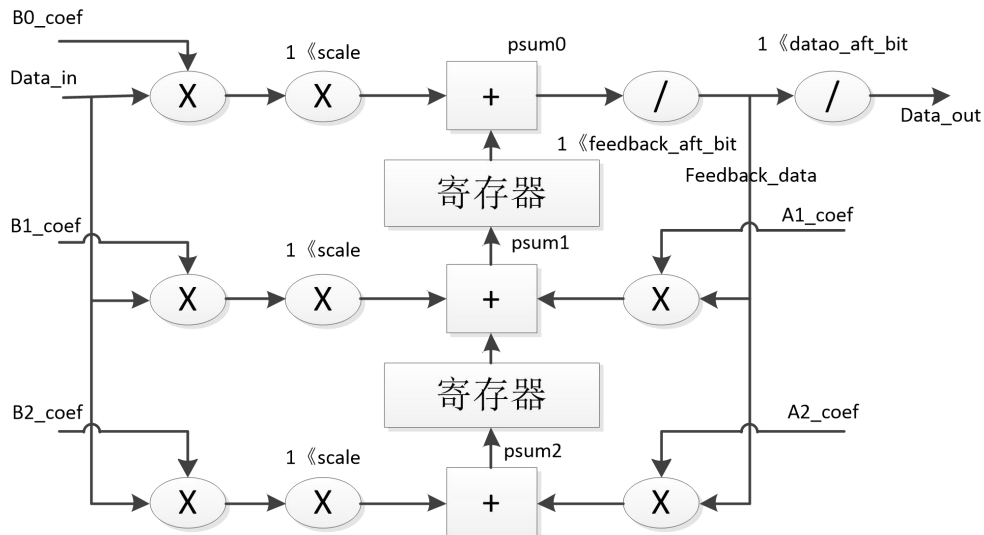 B0_coef
1《scale
psum0
1《datao_aft_bit
Data_in
X
X
+
/
/
Data_out
1《feedback_aft_bit
寄存器
Feedback_data
B1_coef
A1_coef
1《scale
psum1
X
X
+
X
寄存器
B2_coef
A2_coef
1《scale
psum2
X
X
+
X